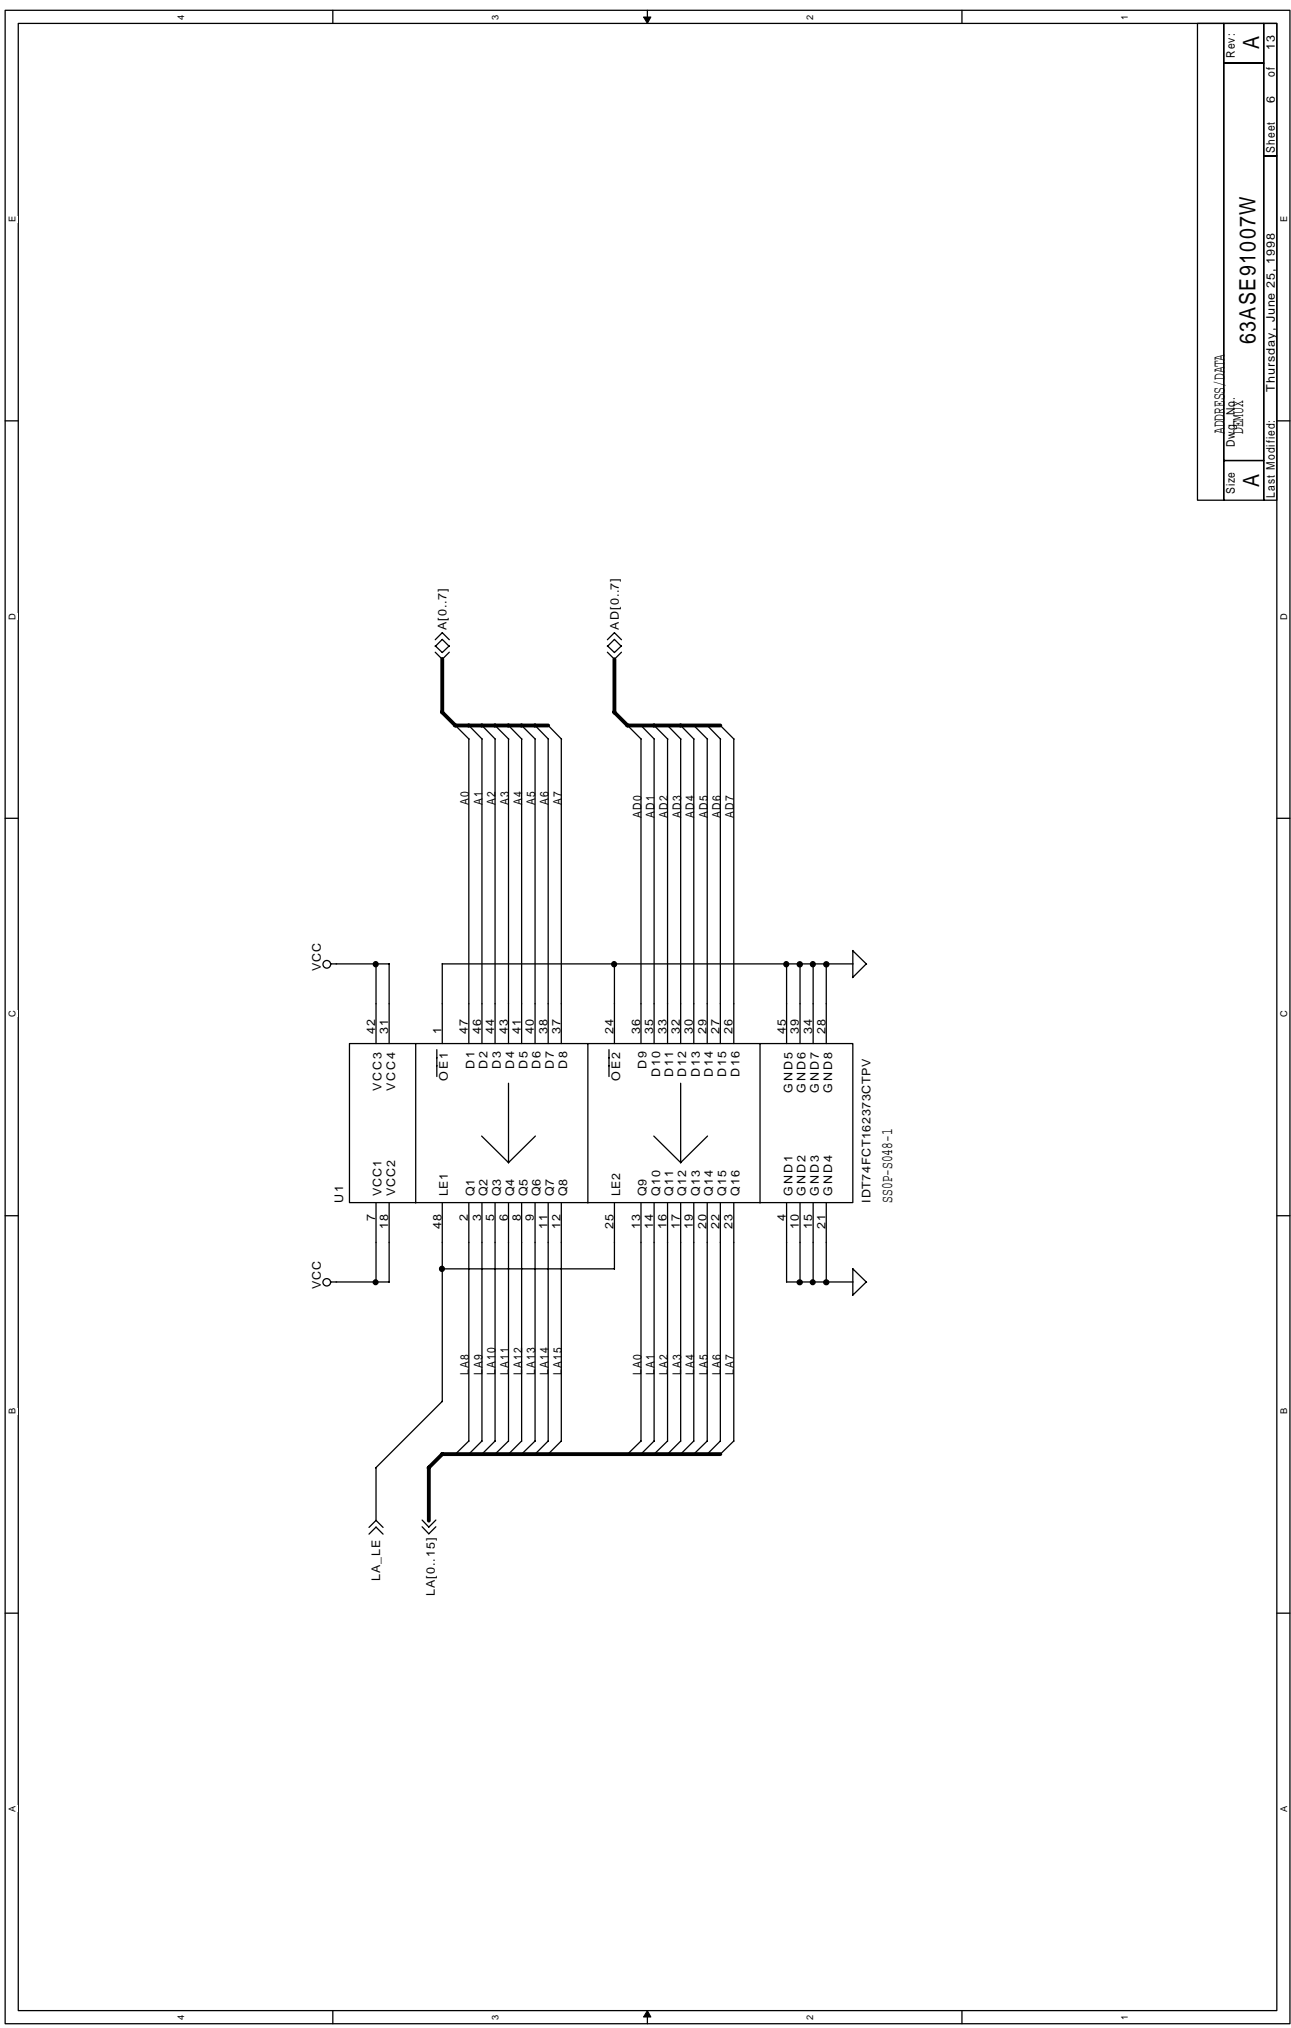 A B C D E
4 4
3 3
2 2
1 1
VCC VCC
U1
7 VCC1 VCC3 42
18 VCC2 VCC4 31
LA_LE
LA[0..15]
A[0..7]
48 LE1 OE1 1
LA8 2 Q1 D1 47 A0
LA9 3 Q2 D2 46 A1
LA10 5 Q3 D3 44 A2
LA11 6 Q4 D4 43 A3
LA12 8 Q5 D5 41 A4
LA13 9 Q6 D6 40 A5
LA14 11 Q7 D7 38 A6
LA15 12 Q8 D8 37 A7
AD[0..7]
25 LE2 OE2 24
LA0 13 Q9 D9 36 AD0
LA1 14 Q10 D10 35 AD1
LA2 16 Q11 D11 33 AD2
LA3 17 Q12 D12 32 AD3
LA4 19 Q13 D13 30 AD4
LA5 20 Q14 D14 29 AD5
LA6 22 Q15 D15 27 AD6
LA7 23 Q16 D16 26 AD7
4 GND1 GND5 45
10 GND2 GND6 39
15 GND3 GND7 34
21 GND4 GND8 28
IDT74FCT162373CTPV
SSOP-SO48-1
ADDRESS/DATA
DEMUX
Size Dwg. No. Rev:
A 63ASE91007W A
Last Modified: Thursday, June 25, 1998 Sheet 6 of 13
A B C D E